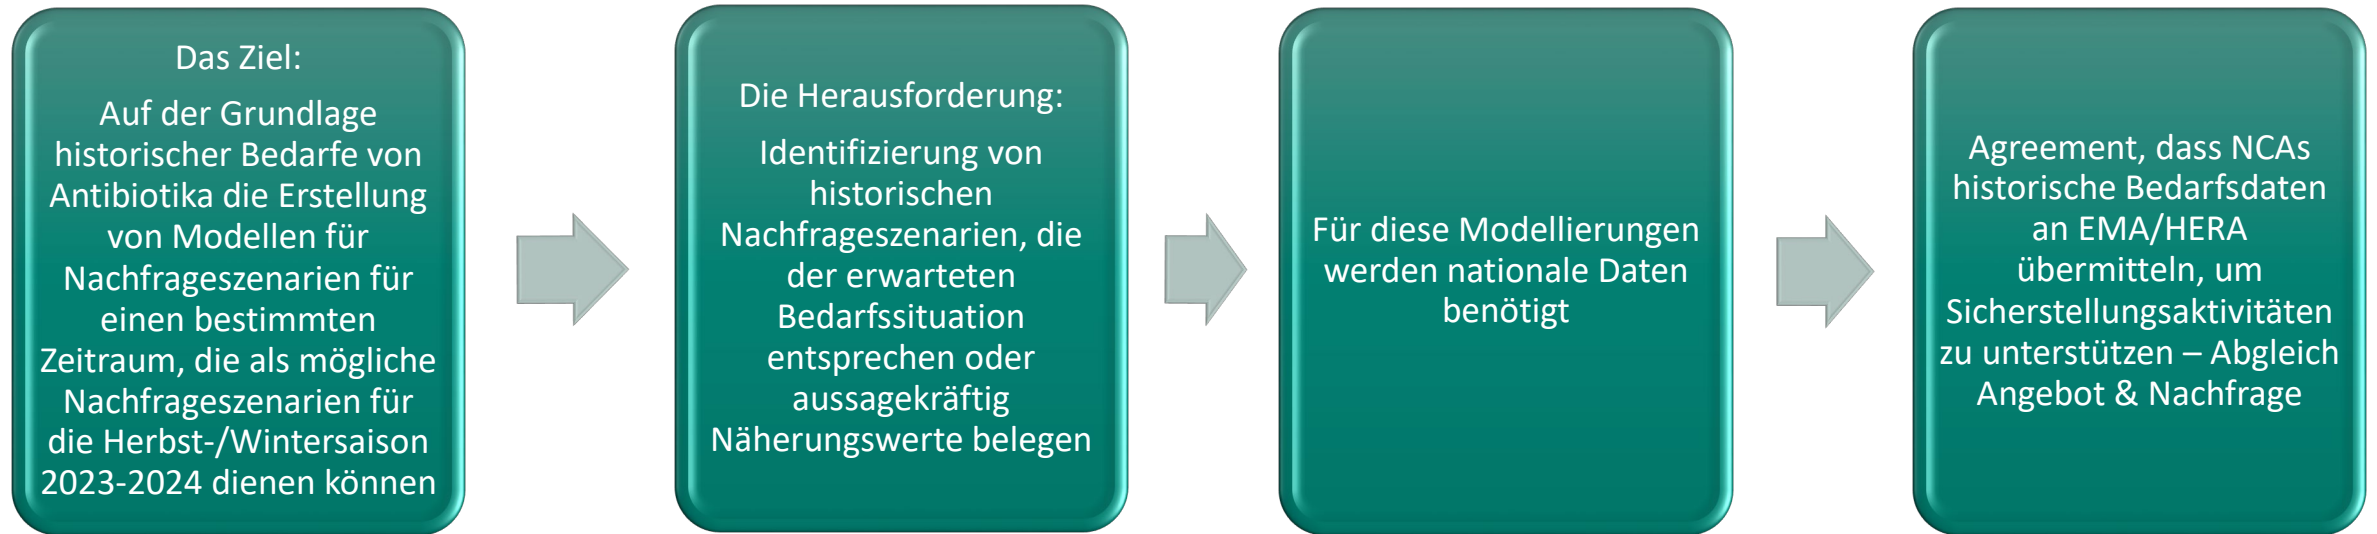 Das Ziel:
Auf der Grundlage
historischer Bedarfe von
Antibiotika die Erstellung
von Modellen für
Nachfrageszenarien für
einen bestimmten
Zeitraum, die als mögliche
Nachfrageszenarien für
die Herbst-/Wintersaison
2023-2024 dienen können
Die Herausforderung:
Identifizierung von
historischen
Nachfrageszenarien, die
der erwarteten
Bedarfssituation
entsprechen oder
aussagekräftig
Näherungswerte belegen
Für diese Modellierungen
werden nationale Daten
benötigt
Agreement, dass NCAs
historische Bedarfsdaten
an EMA/HERA
übermitteln, um
Sicherstellungsaktivitäten
zu unterstützen – Abgleich
Angebot & Nachfrage